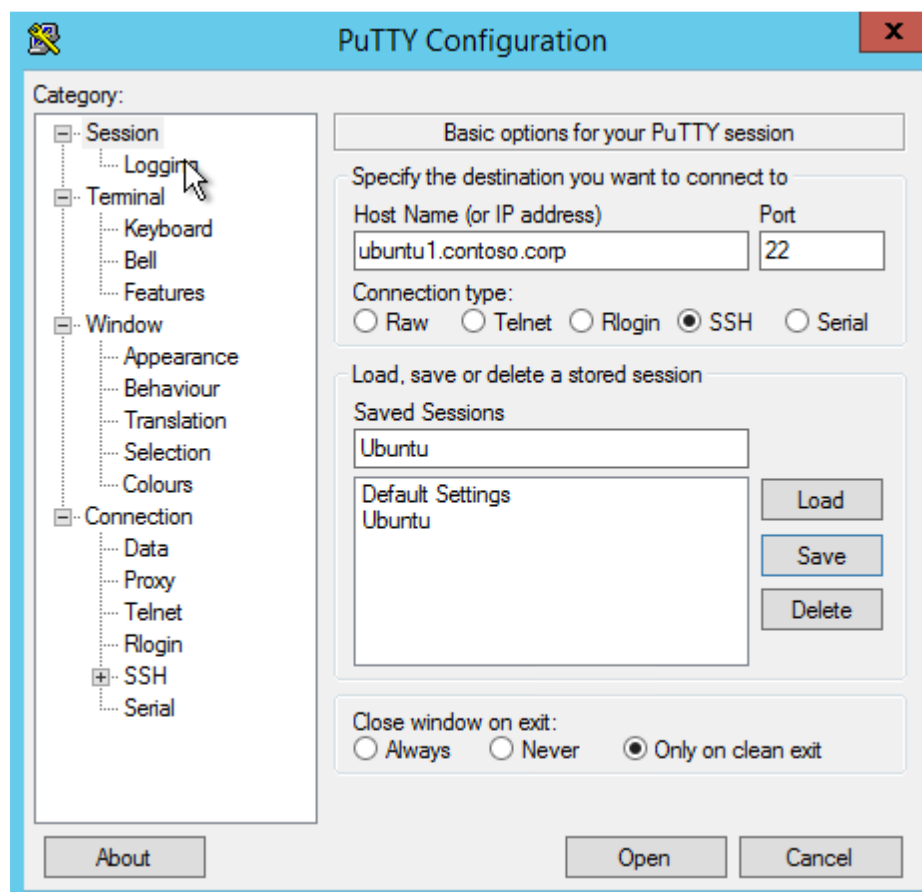 PuTTY Configuration
x
Category:
Session
Logging
Terminal
Keyboard
Bell
Features
Window
Appearance
Behaviour
Translation
Selection
Colours
Connection
Data
Proxy
Telnet
Rlogin
SSH
Serial
Basic options for your PuTTY session
Specify the destination you want to connect to
Host Name (or IP address) Port
ubuntu1.contoso.corp 22
Connection type:
Raw Telnet Rlogin SSH Serial
Load, save or delete a stored session
Saved Sessions
Ubuntu
Default Settings
Ubuntu
Load
Save
Delete
Close window on exit:
Always Never Only on clean exit
About Open Cancel